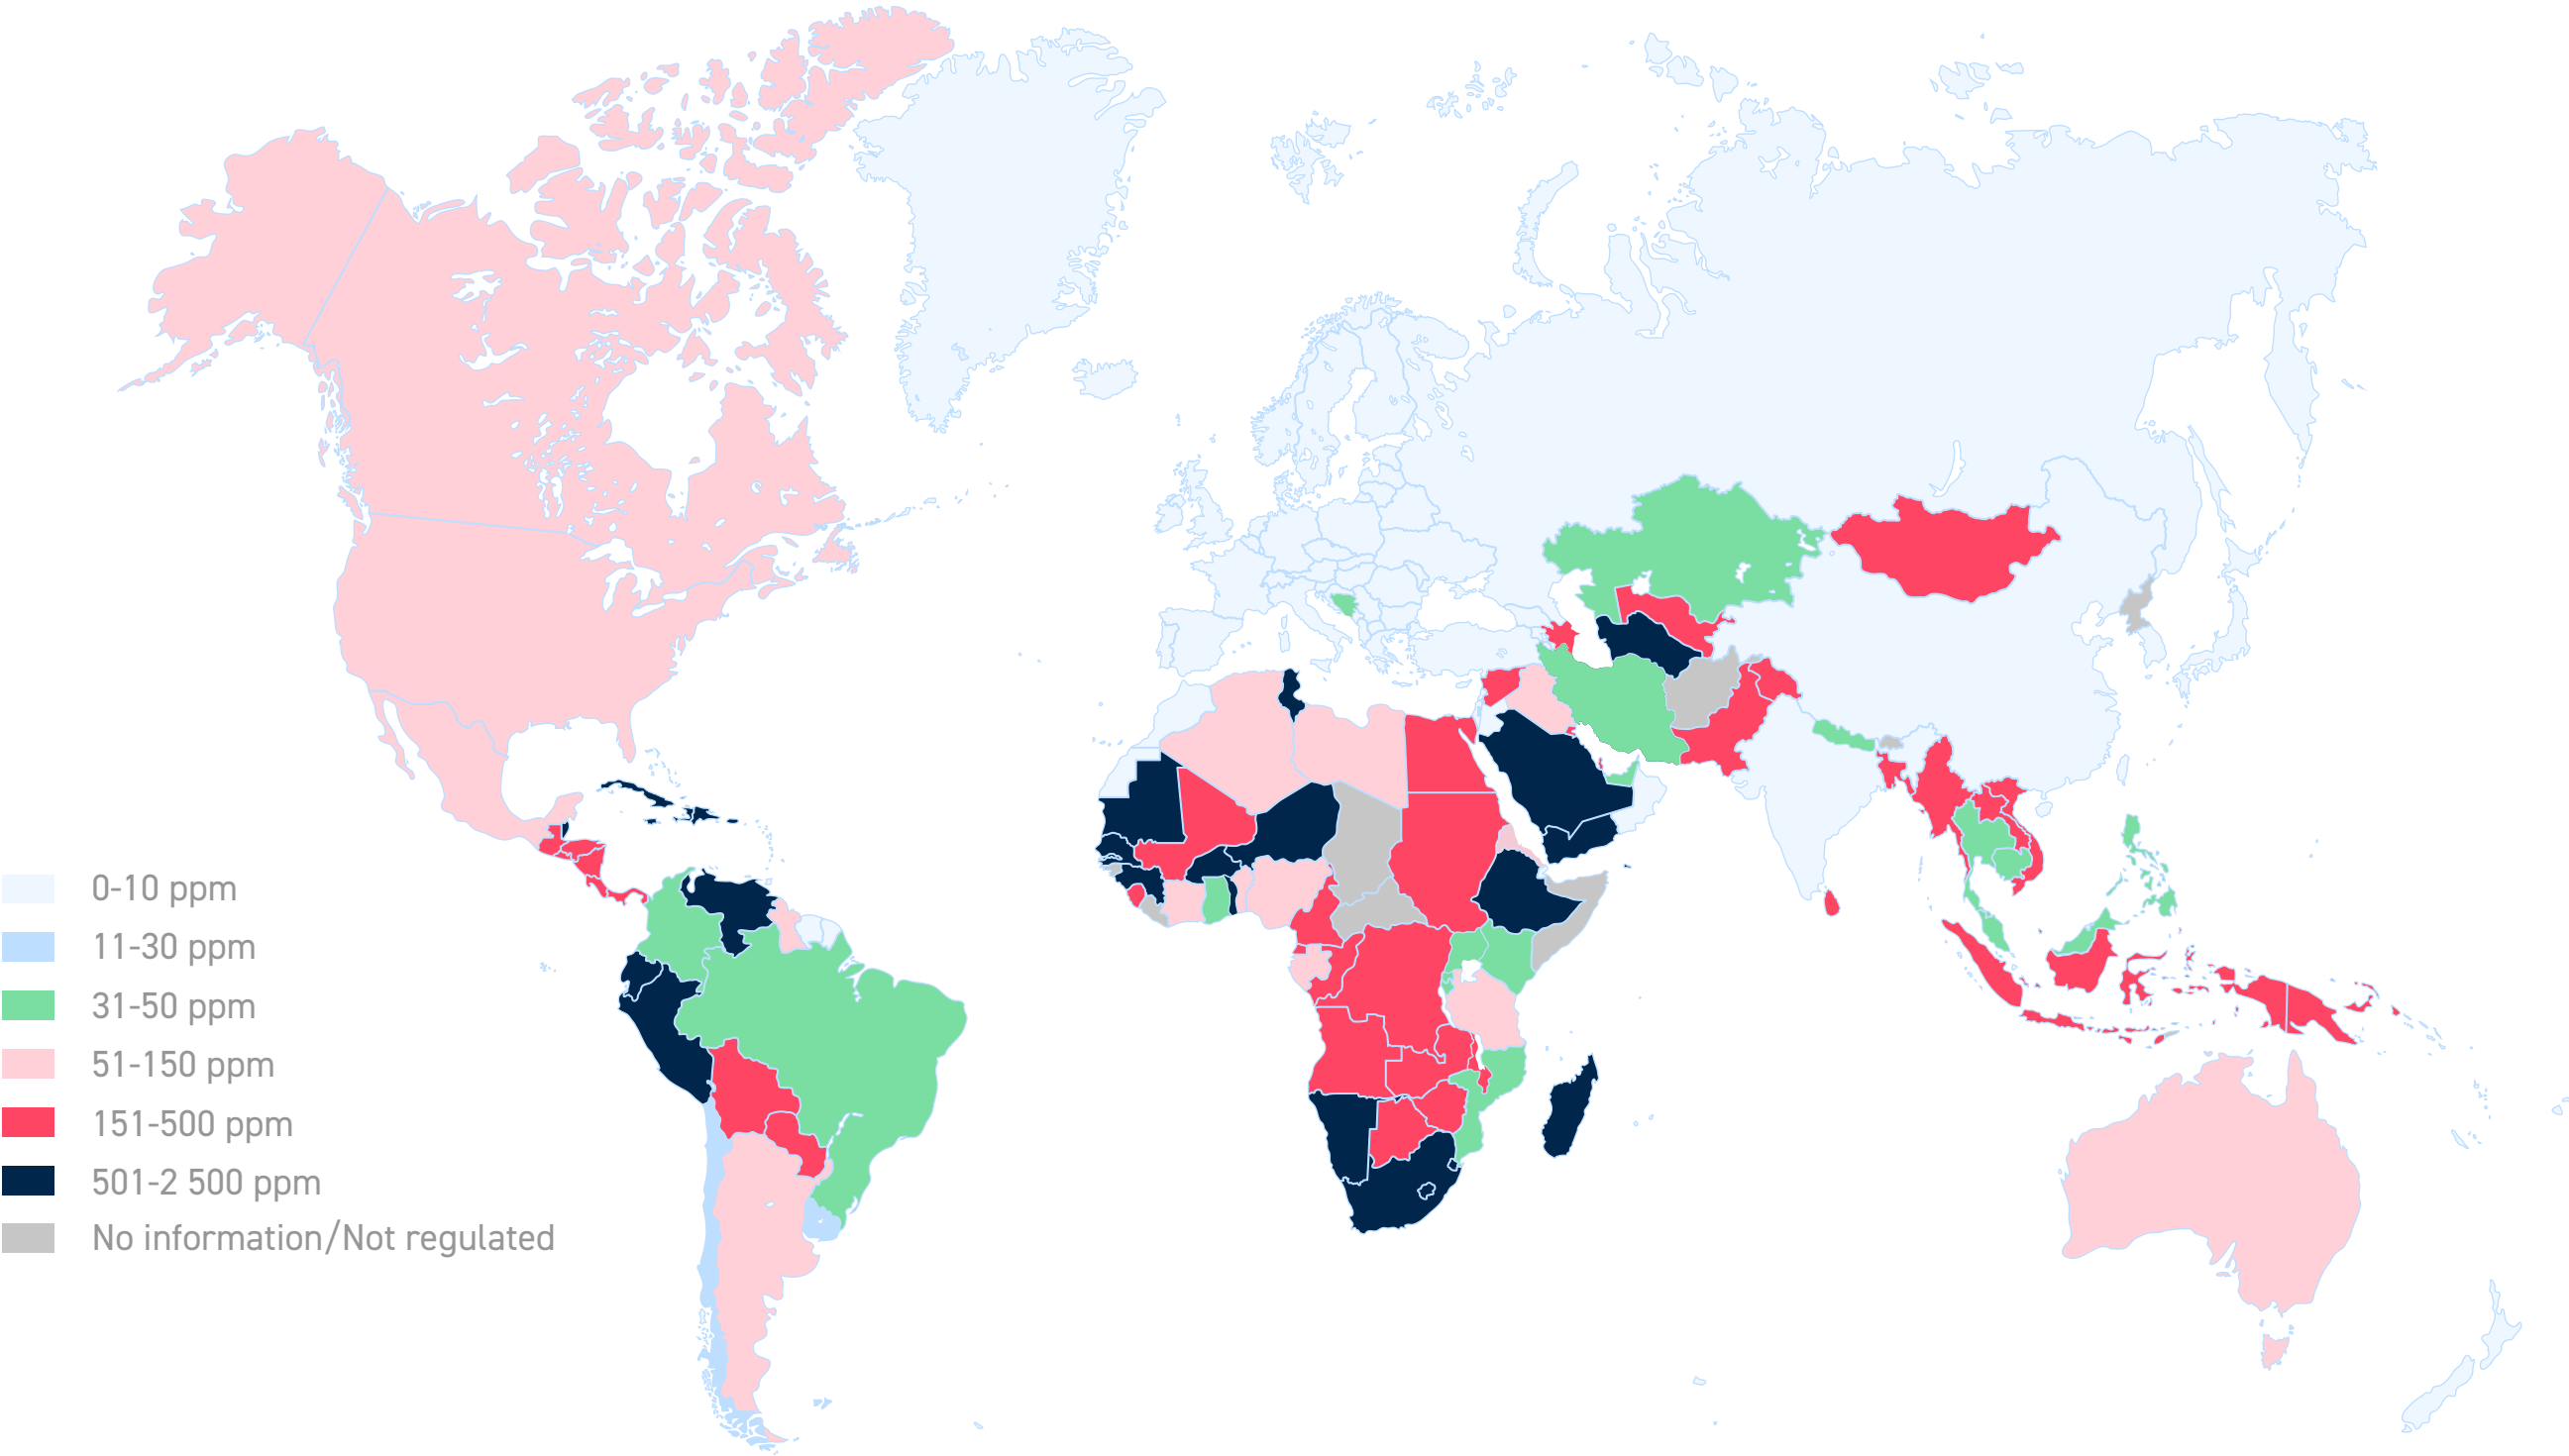 0-10 ppm
11-30 ppm
31-50 ppm
51-150 ppm
151-500 ppm
501-2 500 ppm
No information/Not regulated